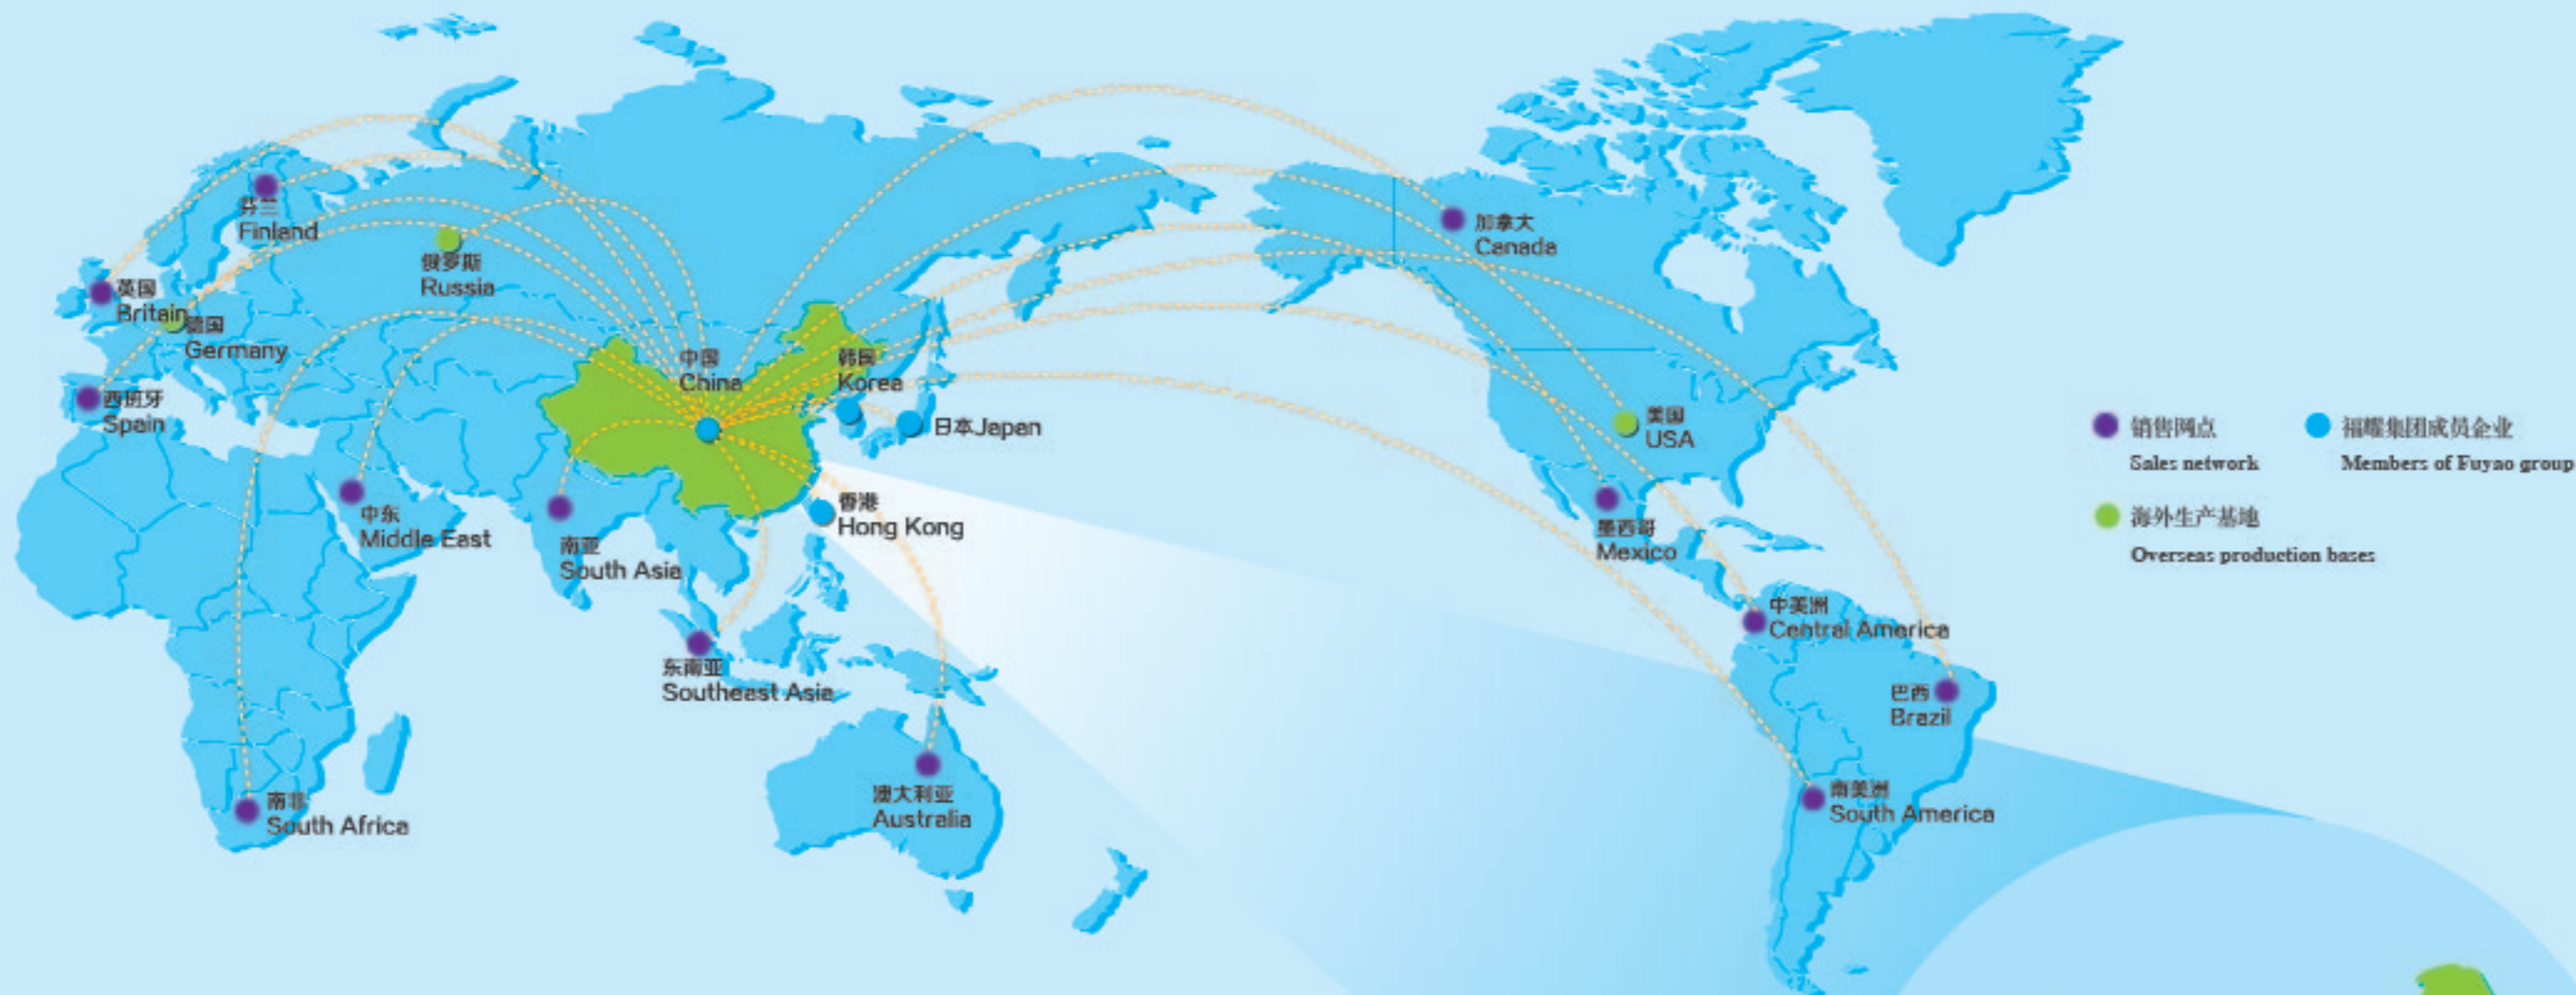 芬兰
Finland
英国
Britain
德国
Germany
俄罗斯
Russia
西班牙
Spain
中国
China
韩国
Korea
日本Japan
香港
Hong Kong
中东
Middle East
南亚
South Asia
东南亚
Southeast Asia
南非
South Africa
澳大利亚
Australia
加拿大
Canada
美国
USA
墨西哥
Mexico
中美洲
Central America
巴西
Brazil
南美洲
South America
销售网点
Sales network
福耀集团成员企业
Members of Fuyao group
海外生产基地
Overseas production bases